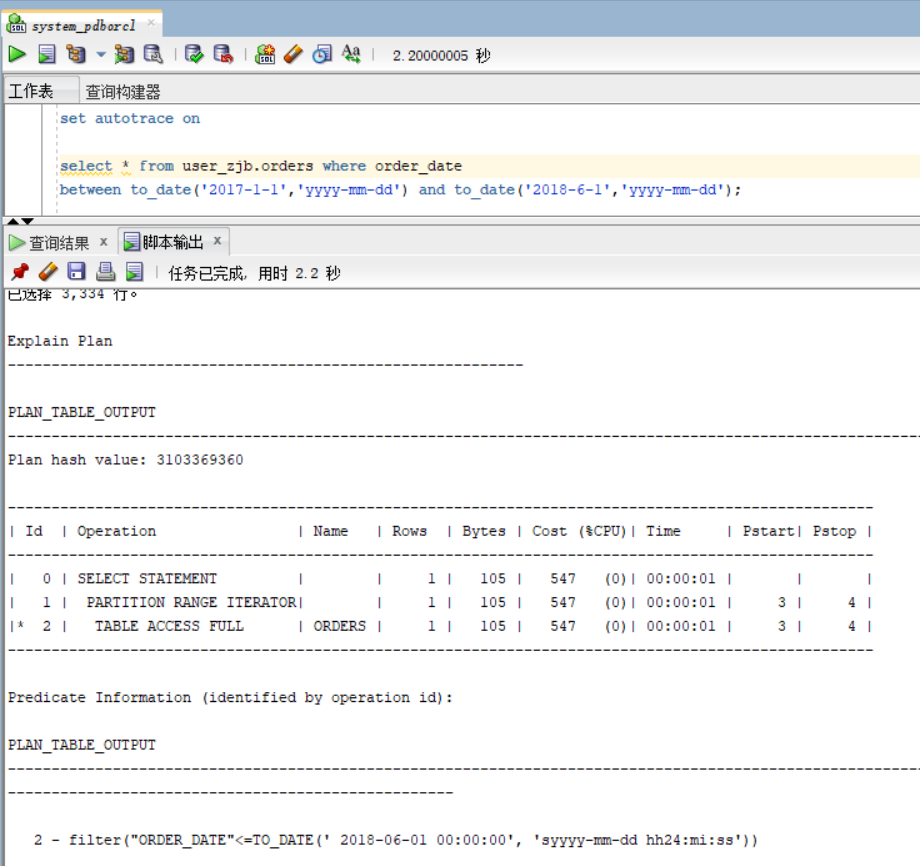 system_pdborcl
2.20000005 秒
工作表 查询构建器
set autotrace on
select * from user_zjb.orders where order_date
between to_date('2017-1-1','yyyy-mm-dd') and to_date('2018-6-1','yyyy-mm-dd');
查询结果 × 脚本输出 ×
任务已完成, 用时 2.2 秒
已选择 3,334 行。
Explain Plan
-----------------------------------------------------------
PLAN_TABLE_OUTPUT
---------------------------------------------------------------------------------------------------------
Plan hash value: 3103369360
---------------------------------------------------------------------------------------------------
| Id | Operation | Name | Rows | Bytes | Cost (%CPU)| Time | Pstart| Pstop |
---------------------------------------------------------------------------------------------------
| 0 | SELECT STATEMENT | | 1 | 105 | 547 (0)| 00:00:01 | | |
| 1 | PARTITION RANGE ITERATOR| | 1 | 105 | 547 (0)| 00:00:01 | 3 | 4 |
|* 2 | TABLE ACCESS FULL | ORDERS | 1 | 105 | 547 (0)| 00:00:01 | 3 | 4 |
---------------------------------------------------------------------------------------------------
Predicate Information (identified by operation id):
PLAN_TABLE_OUTPUT
---------------------------------------------------------------------------------------------------------
---------------------------------------------------
2 - filter("ORDER_DATE"<=TO_DATE(' 2018-06-01 00:00:00', 'syyyy-mm-dd hh24:mi:ss'))